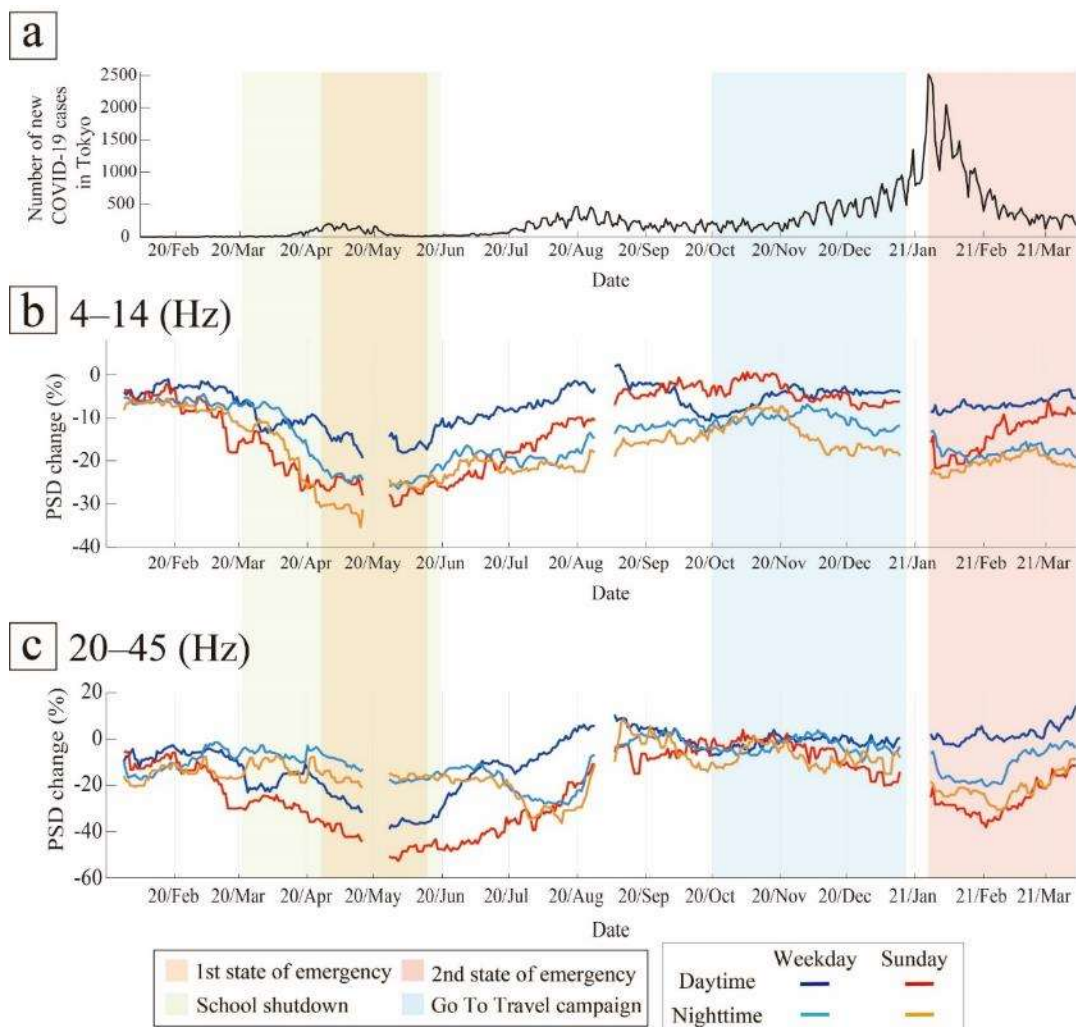 a
Number of new
COVID-19 cases
in Tokyo
2500
2000
1500
1000
500
0
20/Feb 20/Mar 20/Apr 20/May 20/Jun 20/Jul 20/Aug 20/Sep 20/Oct 20/Nov 20/Dec 21/Jan 21/Feb 21/Mar
Date
b 4–14 (Hz)
PSD change (%)
0
-10
-20
-30
-40
20/Feb 20/Mar 20/Apr 20/May 20/Jun 20/Jul 20/Aug 20/Sep 20/Oct 20/Nov 20/Dec 21/Jan 21/Feb 21/Mar
Date
c 20–45 (Hz)
PSD change (%)
20
0
-20
-40
-60
20/Feb 20/Mar 20/Apr 20/May 20/Jun 20/Jul 20/Aug 20/Sep 20/Oct 20/Nov 20/Dec 21/Jan 21/Feb 21/Mar
Date
1st state of emergency 2nd state of emergency
School shutdown Go To Travel campaign
Weekday Sunday
Daytime
Nighttime